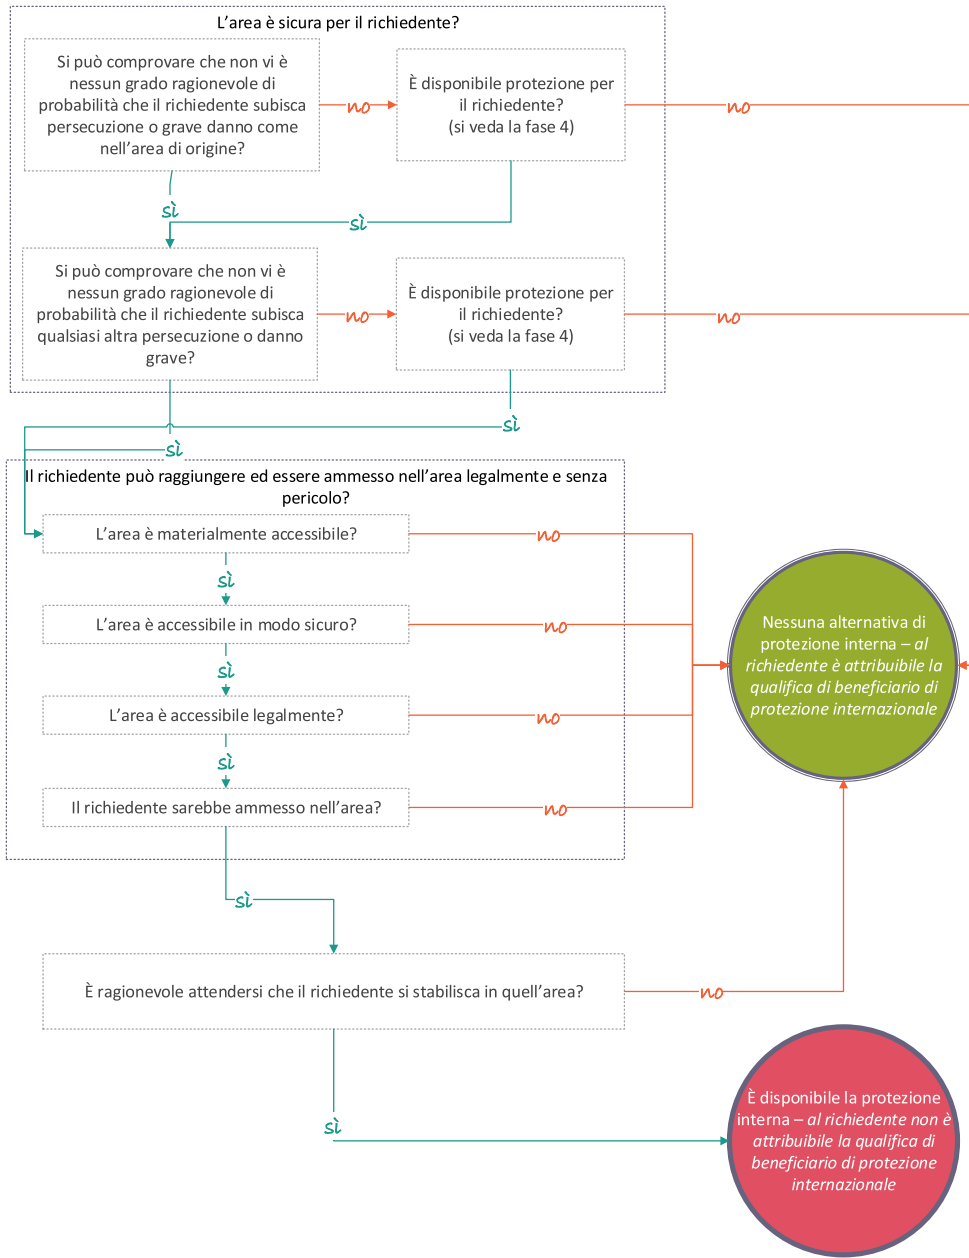 L'area è sicura per il richiedente?
Si può comprovare che non vi è
nessun grado ragionevole di
probabilità che il richiedente subisca
persecuzione o grave danno come
nell'area di origine?
no
È disponibile protezione per
il richiedente?
(si veda la fase 4)
no
sì
sì
Si può comprovare che non vi è
nessun grado ragionevole di
probabilità che il richiedente subisca
qualsiasi altra persecuzione o danno
grave?
no
È disponibile protezione per
il richiedente?
(si veda la fase 4)
no
sì
sì
Il richiedente può raggiungere ed essere ammesso nell'area legalmente e senza
pericolo?
L'area è materialmente accessibile?
no
sì
L'area è accessibile in modo sicuro?
no
sì
L'area è accessibile legalmente?
no
sì
Il richiedente sarebbe ammesso nell'area?
no
Nessuna alternativa di
protezione interna – al
richiedente è attribuibile la
qualifica di beneficiario di
protezione internazionale
sì
È ragionevole attendersi che il richiedente si stabilisca in quell'area?
no
sì
È disponibile la protezione
interna – al richiedente non è
attribuibile la qualifica di
beneficiario di protezione
internazionale